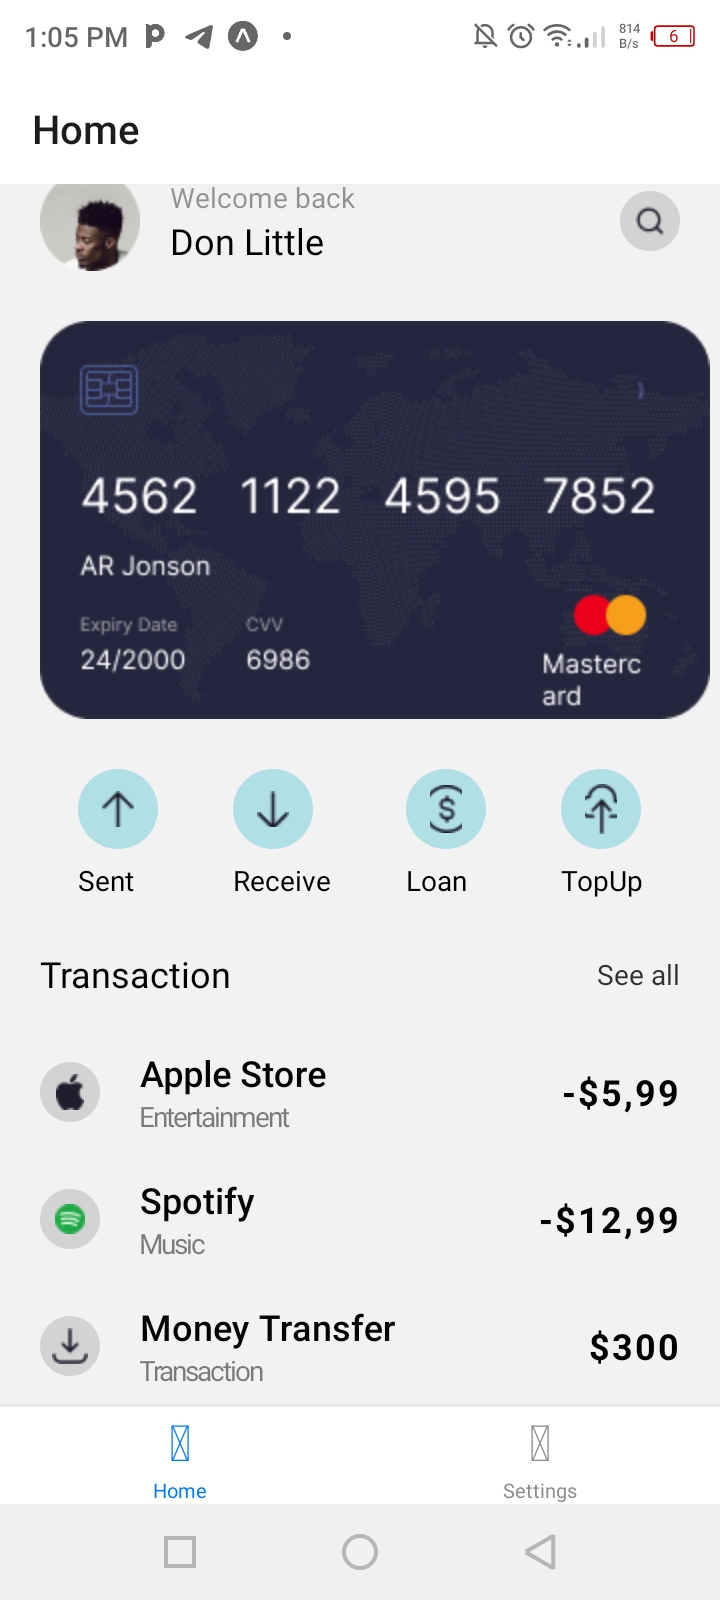 1:05 PM
814
B/s
6
Home
Welcome back
Don Little
4562 1122 4595 7852
AR Jonson
Expiry Date CVV
24/2000 6986
Masterc
ard
Sent Receive Loan TopUp
Transaction See all
Apple Store
Entertainment
-$5,99
Spotify
Music
-$12,99
Money Transfer
Transaction
$300
Home Settings